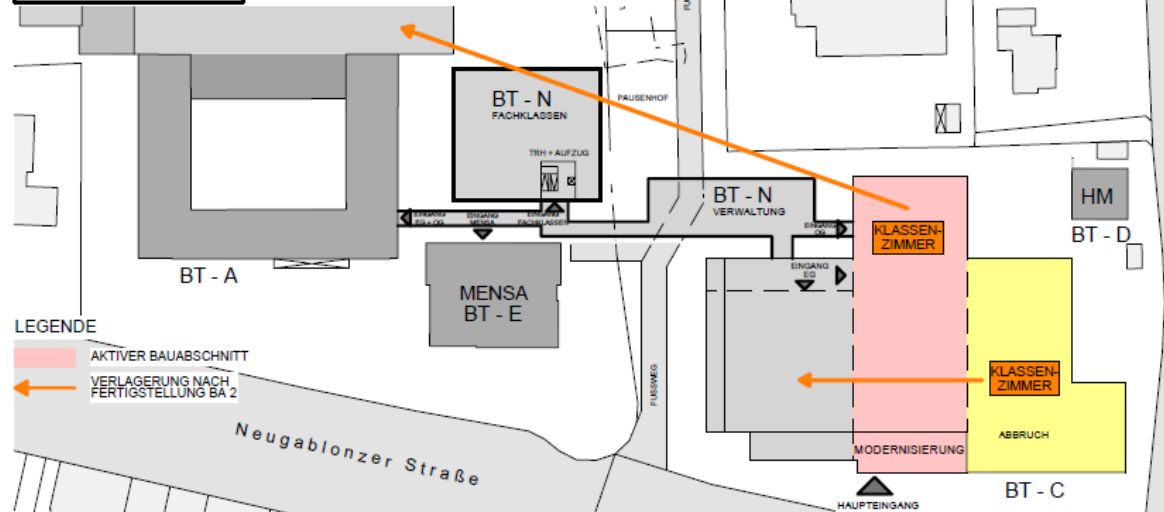 FU
BT - N
FACHKLASSEN
PAUSENHOF
TRH + AUFZUG
BT - N
VERWALTUNG
HM
BT - D
EINGANG
EG + OG
EINGANG
MENSA
EINGANG
FACHKLASSEN
EINGANG
OG
KLASSEN-
ZIMMER
BT - A
EINGANG
EG
MENSA
BT - E
LEGENDE
AKTIVER BAUABSCHNITT
VERLAGERUNG NACH
FERTIGSTELLUNG BA 2
FUSSWEG
KLASSEN-
ZIMMER
Neugablonzer Straße
ABBRUCH
MODERNISIERUNG
BT - C
HAUPTEINGANG